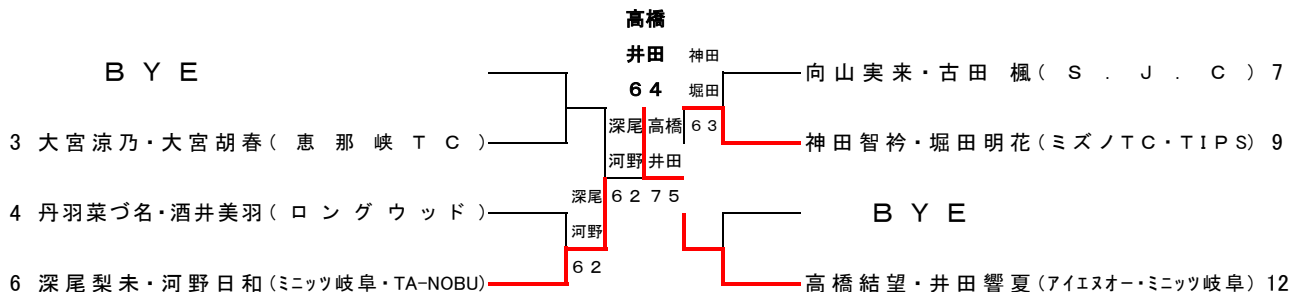 高橋
井田
６４
ＢＹＥ
3 大宮涼乃・大宮胡春(恵那峡ＴＣ)
4 丹羽菜づ名・酒井美羽(ロングウッド)
6 深尾梨未・河野日和(ミニッツ岐阜・TA-NOBU)
深尾
河野
６２
深尾
河野
６２
高橋
井田
７５
神田
堀田
６３
向山実来・古田　楓(Ｓ．Ｊ．Ｃ) 7
神田智衿・堀田明花(ミズノＴＣ・ＴＩＰＳ) 9
ＢＹＥ
高橋結望・井田響夏(アイエヌオー・ミニッツ岐阜) 12